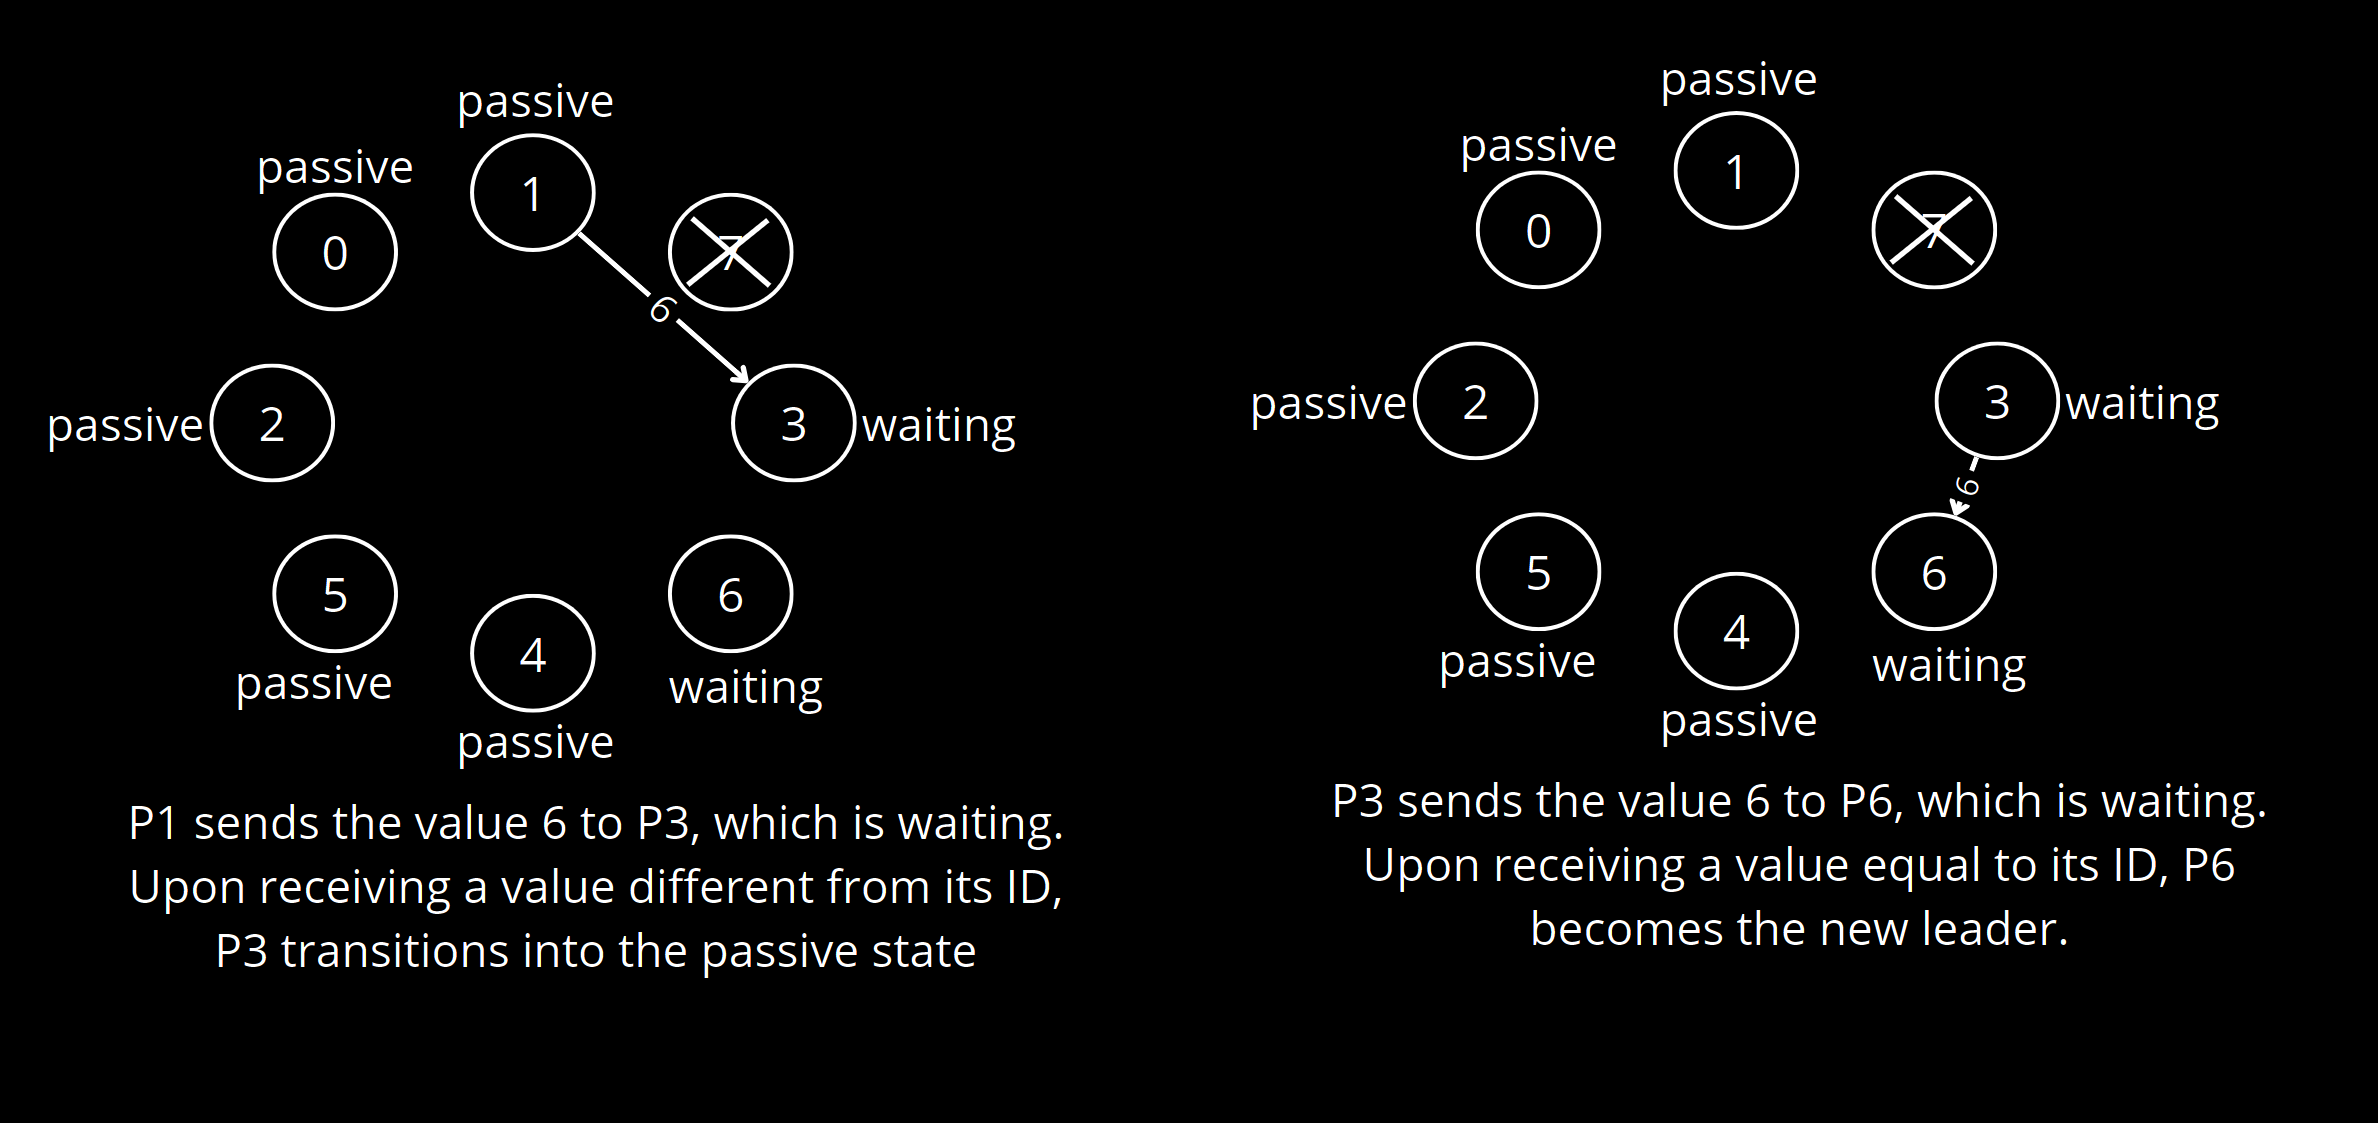 passive
passive
1
0
7
6
passive
2
3
waiting
5
6
4
passive
waiting
passive
P1 sends the value 6 to P3, which is waiting.
Upon receiving a value different from its ID,
P3 transitions into the passive state
passive
passive
1
0
7
passive
2
3
waiting
6
5
6
4
passive
waiting
passive
P3 sends the value 6 to P6, which is waiting.
Upon receiving a value equal to its ID, P6
becomes the new leader.